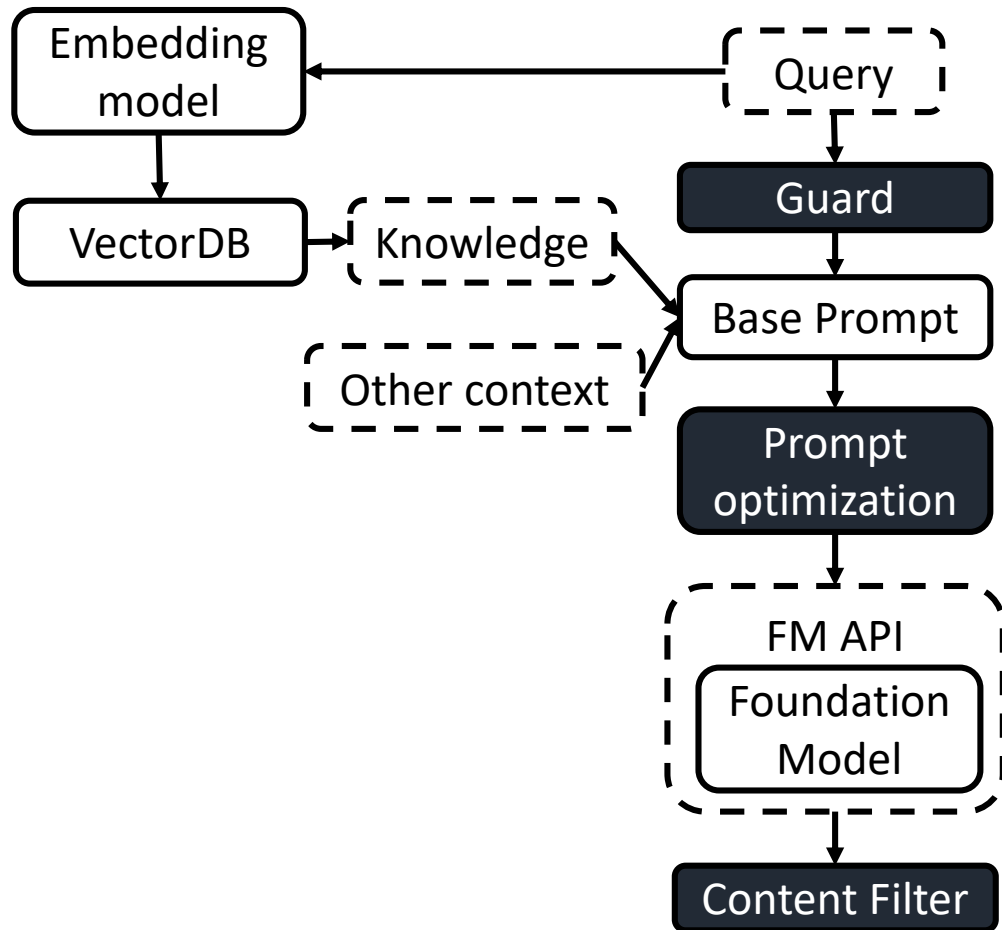 Embedding
model
Query
Guard
VectorDB
Knowledge
Base Prompt
Other context
Prompt
optimization
FM API
Foundation
Model
Content Filter